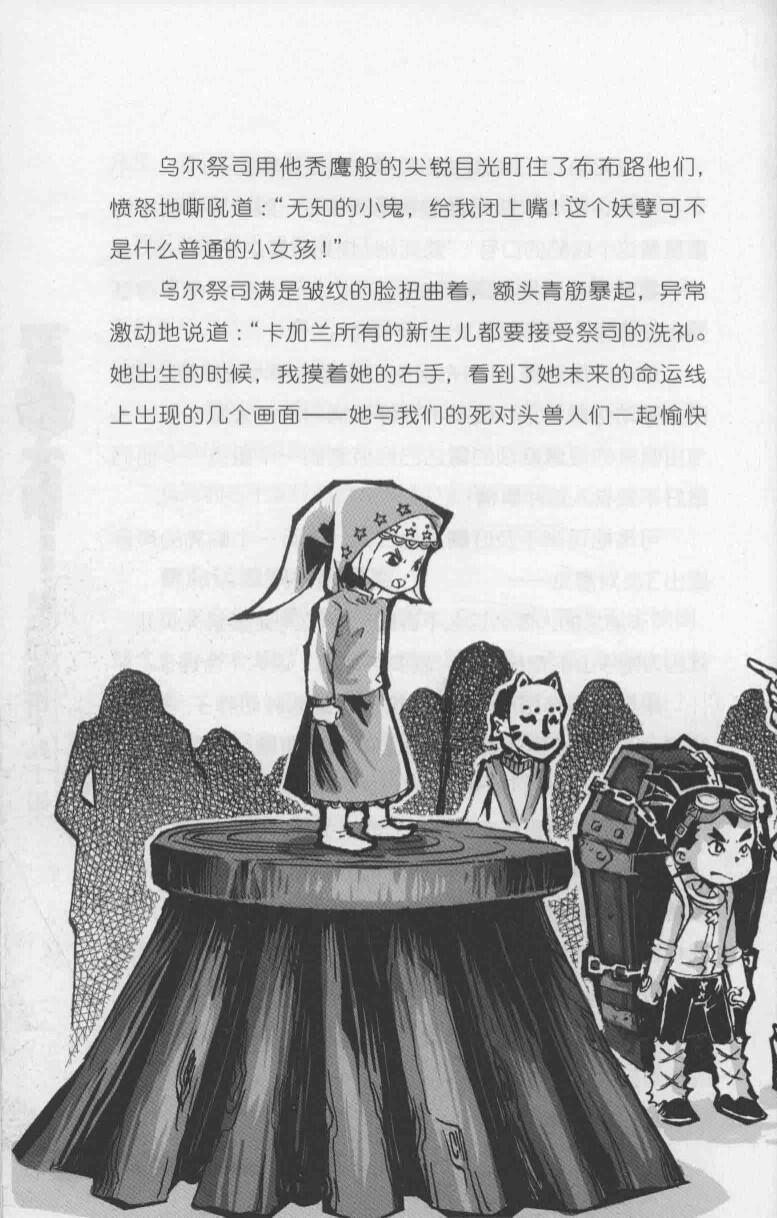 乌尔祭司用他秃鹰般的尖锐目光盯住了布布路他们，
愤怒地嘶吼道：“无知的小鬼，给我闭上嘴！这个妖孽可不
是什么普通的小女孩！”
乌尔祭司满是皱纹的脸扭曲着，额头青筋暴起，异常
激动地说道：“卡加兰所有的新生儿都要接受祭司的洗礼。
她出生的时候，我摸着她的右手，看到了她未来的命运线
上出现的几个画面——她与我们的死对头兽人们一起愉快